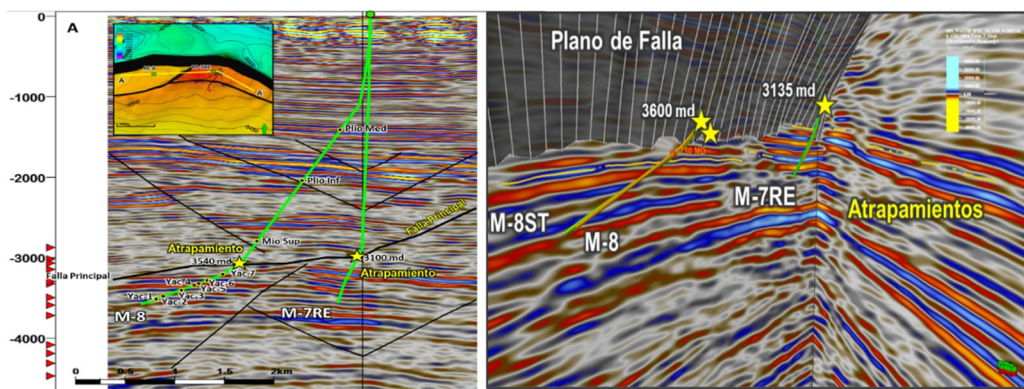 0
A
A
A'
-1000
Plio Med
-2000
Plio Inf
Falla Principal
Mio Sup
Atrapamiento
-3000
3540 md
3100 md
Yac-7
Atrapamiento
Falla Principal
Yac-4
Yac-6
Yac-5
Yac-1
Yac-3
Yac-2
M-8
M-7RE
-4000
0
0.5
1
2km
Plano de Falla
3135 md
3600 md
M-7RE
Atrapamientos
M-8ST
M-8